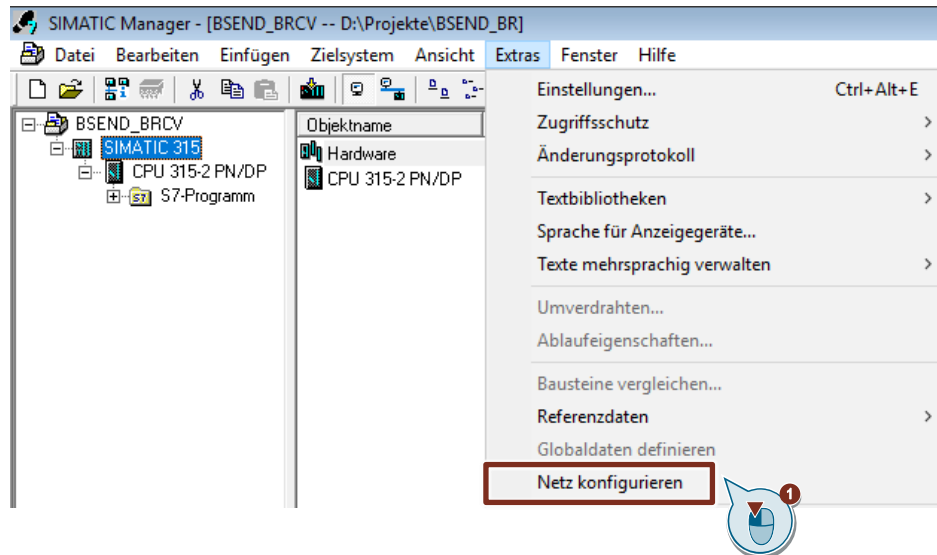 SIMATIC Manager - [BSEND_BRCV -- D:\Projekte\BSEND_BR]
Datei Bearbeiten Einfügen Zielsystem Ansicht Extras Fenster Hilfe
BSEND_BRCV
SIMATIC 315
CPU 315-2 PN/DP
S7 S7-Programm
Objektname
Hardware
CPU 315-2 PN/DP
Einstellungen... Ctrl+Alt+E
Zugriffsschutz >
Änderungsprotokoll >
Textbibliotheken >
Sprache für Anzeigegeräte...
Texte mehrsprachig verwalten >
Umverdrahten...
Ablaufeigenschaften...
Bausteine vergleichen...
Referenzdaten >
Globaldaten definieren
Netz konfigurieren
1